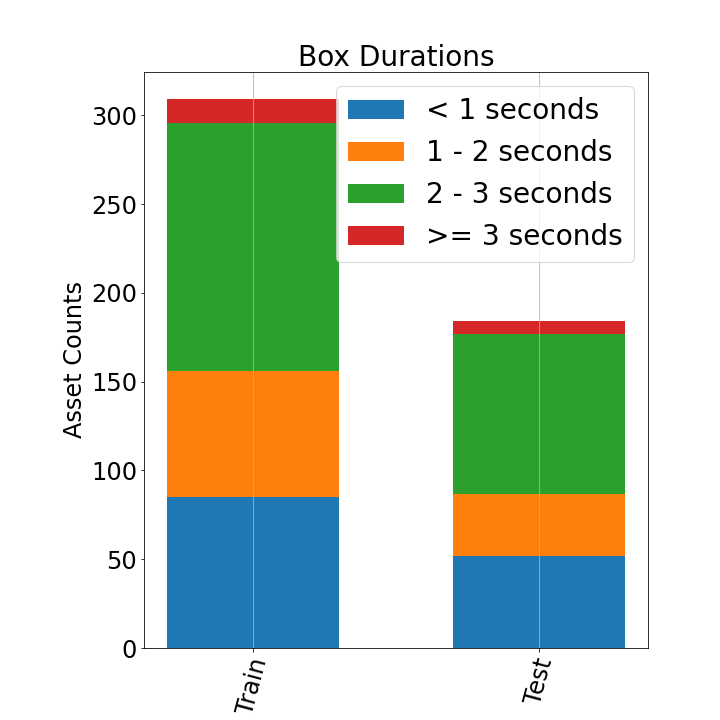 Box Durations
< 1 seconds
1 - 2 seconds
2 - 3 seconds
>= 3 seconds
Asset Counts
300
250
200
150
100
50
0
Train
Test